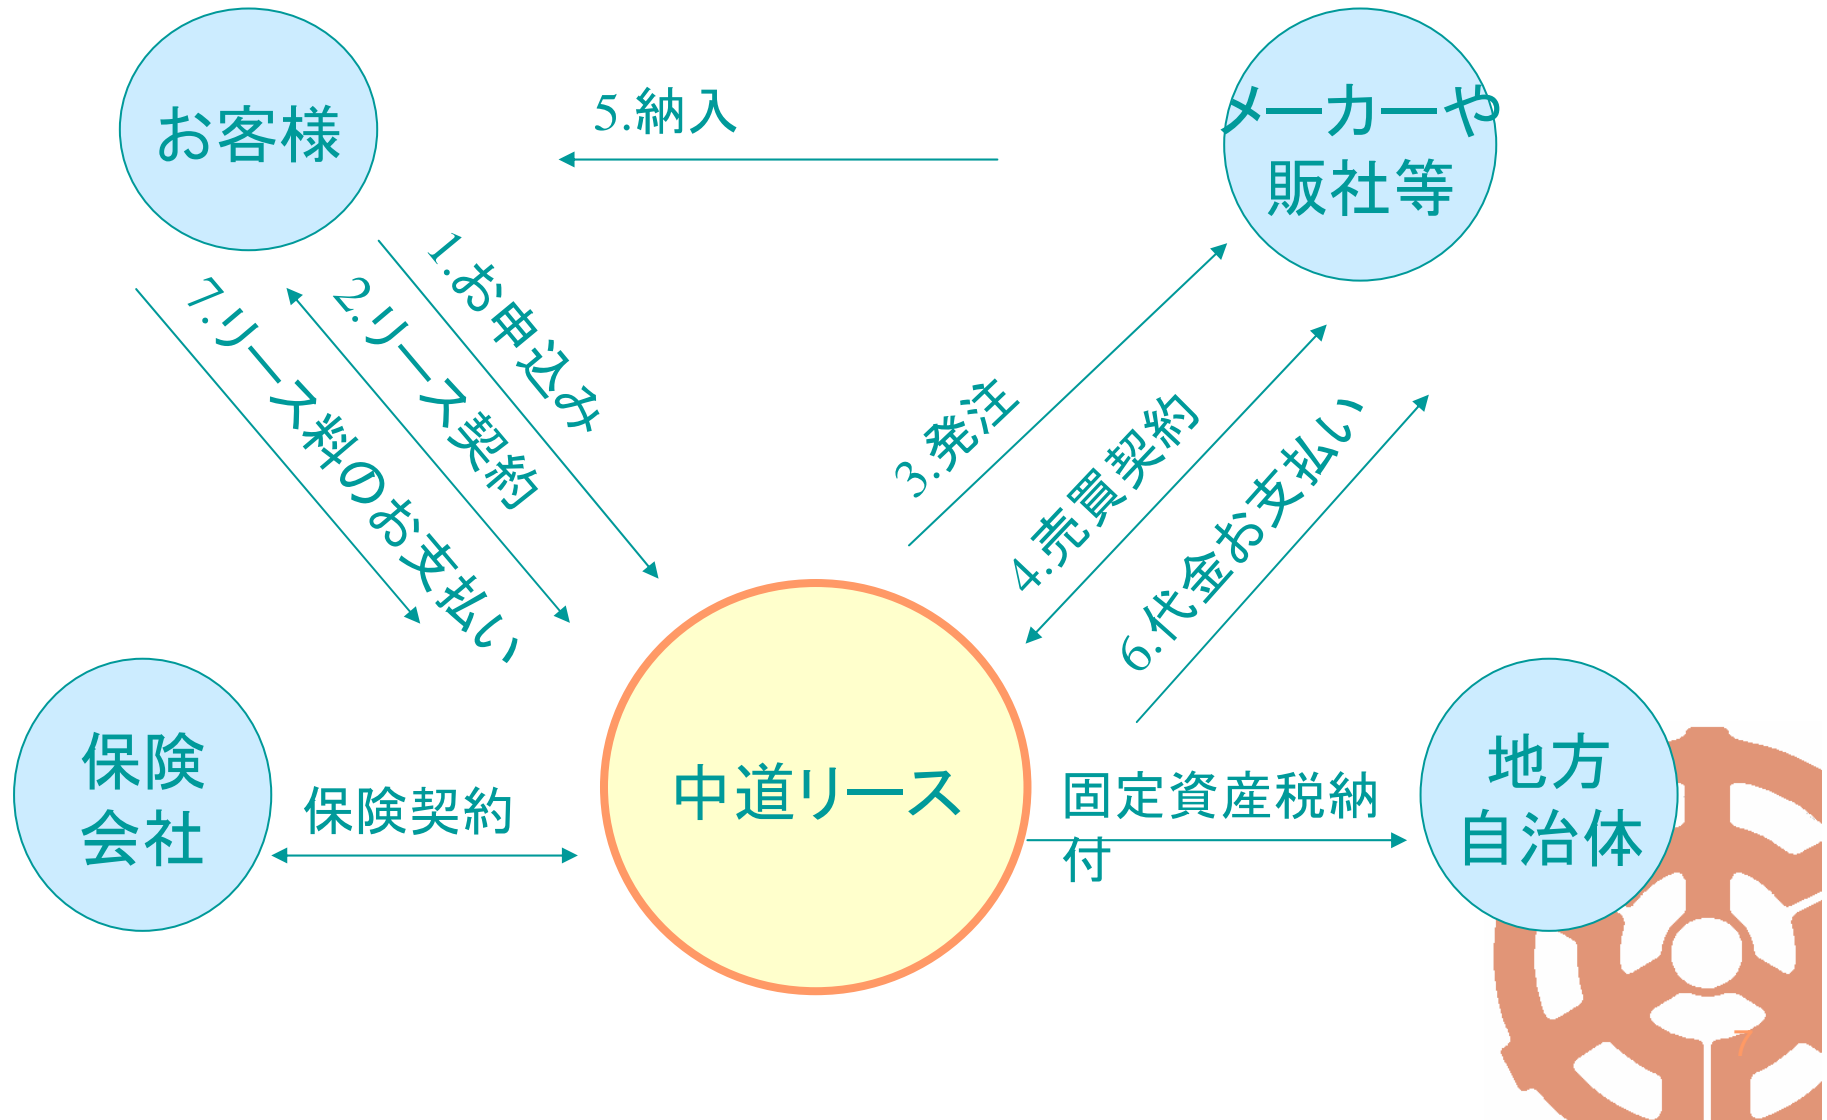 お客様
5.納入
メーカーや
販社等
1.お申込み
2.リース契約
7.リース料のお支払い
3.発注
4.売買契約
6.代金お支払い
保険
会社
保険契約
中道リース
固定資産税納
付
地方
自治体
7